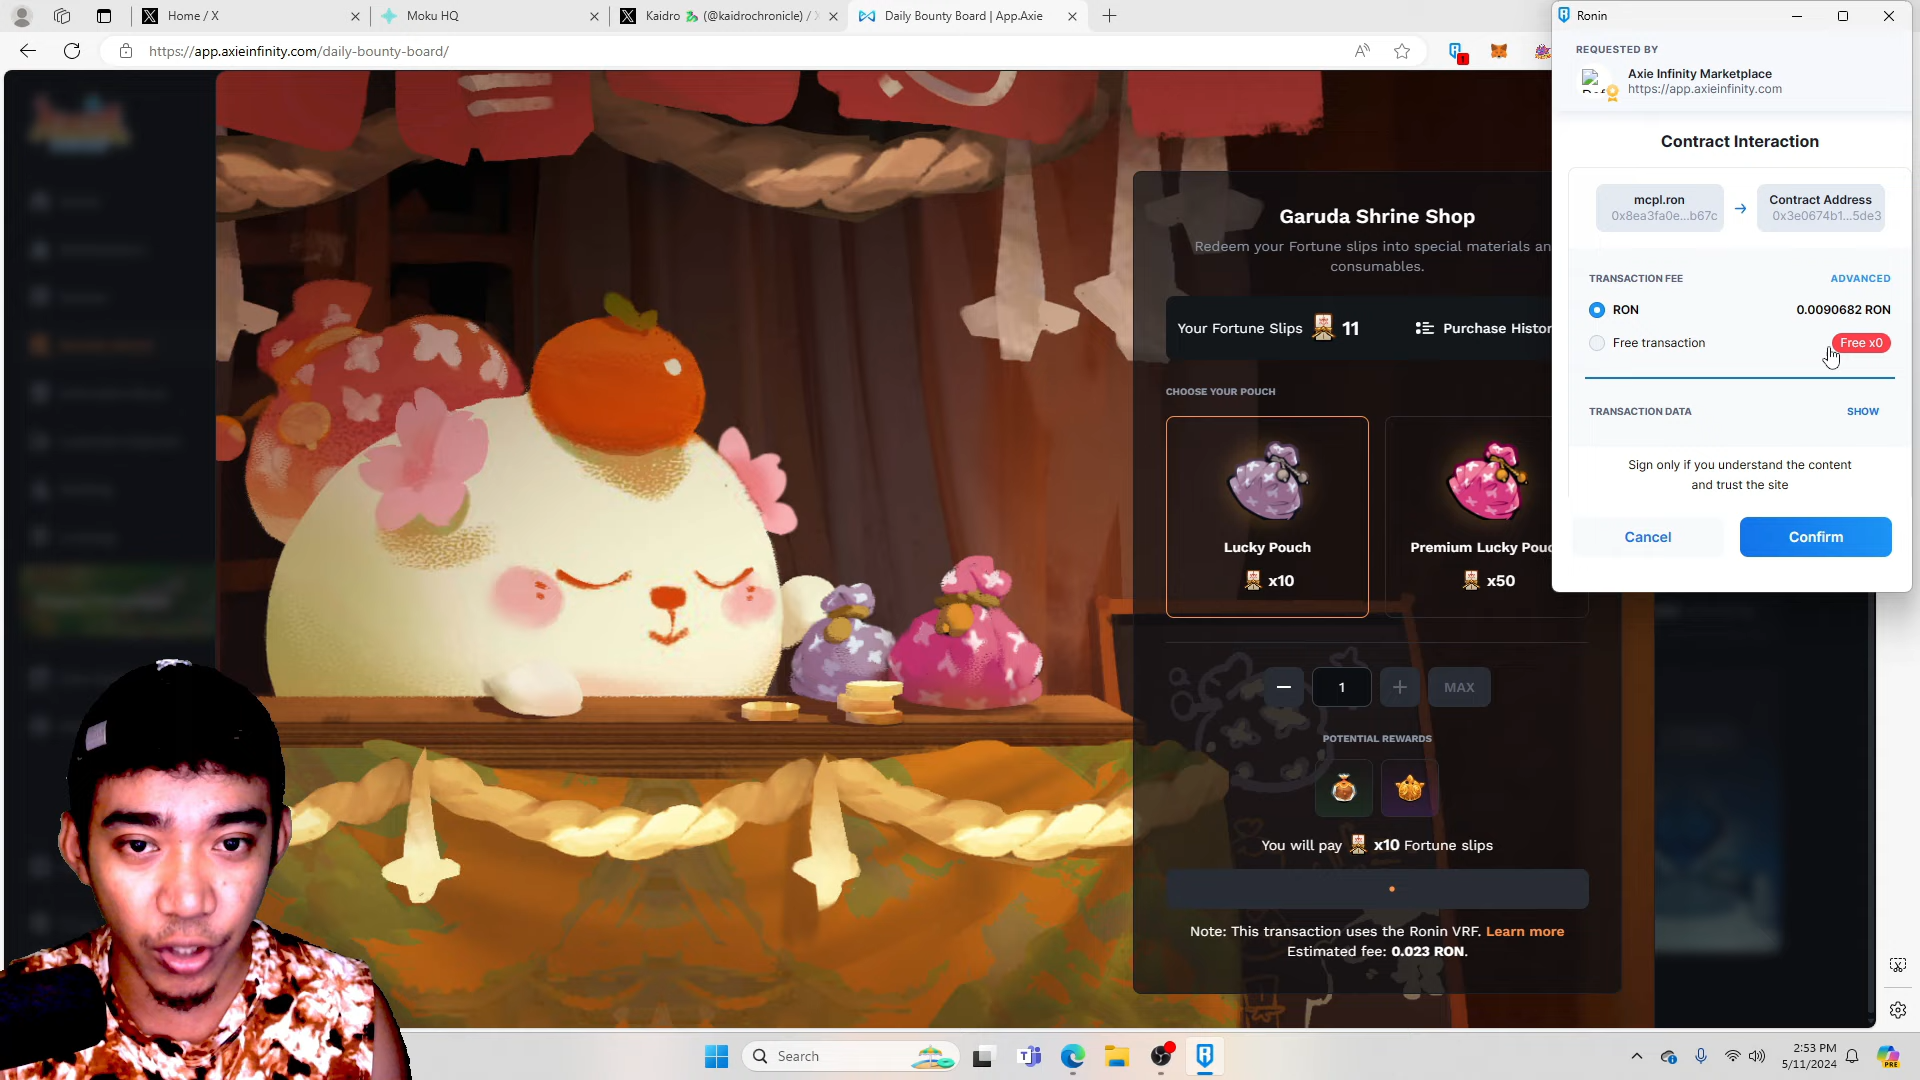 Home / X
Moku HQ
Kaidro 🦎 (@kaidrochronicle) / X
Daily Bounty Board | App.Axie
https://app.axieinfinity.com/daily-bounty-board/
Ronin
REQUESTED BY
Axie Infinity Marketplace
https://app.axieinfinity.com
Contract Interaction
mcpl.ron
0x8ea3fa0e...b67c
Contract Address
0x3e0674b1...5de3
TRANSACTION FEE
ADVANCED
RON
0.0090682 RON
Free transaction
Free x0
TRANSACTION DATA
SHOW
Sign only if you understand the content
and trust the site
Cancel
Confirm
Garuda Shrine Shop
Redeem your Fortune slips into special materials an
consumables.
Your Fortune Slips 11
Purchase Histor
CHOOSE YOUR POUCH
Lucky Pouch
x10
Premium Lucky Pouc
x50
1
MAX
POTENTIAL REWARDS
You will pay x10 Fortune slips
Note: This transaction uses the Ronin VRF. Learn more
Estimated fee: 0.023 RON.
Search
2:53 PM
5/11/2024
PRE